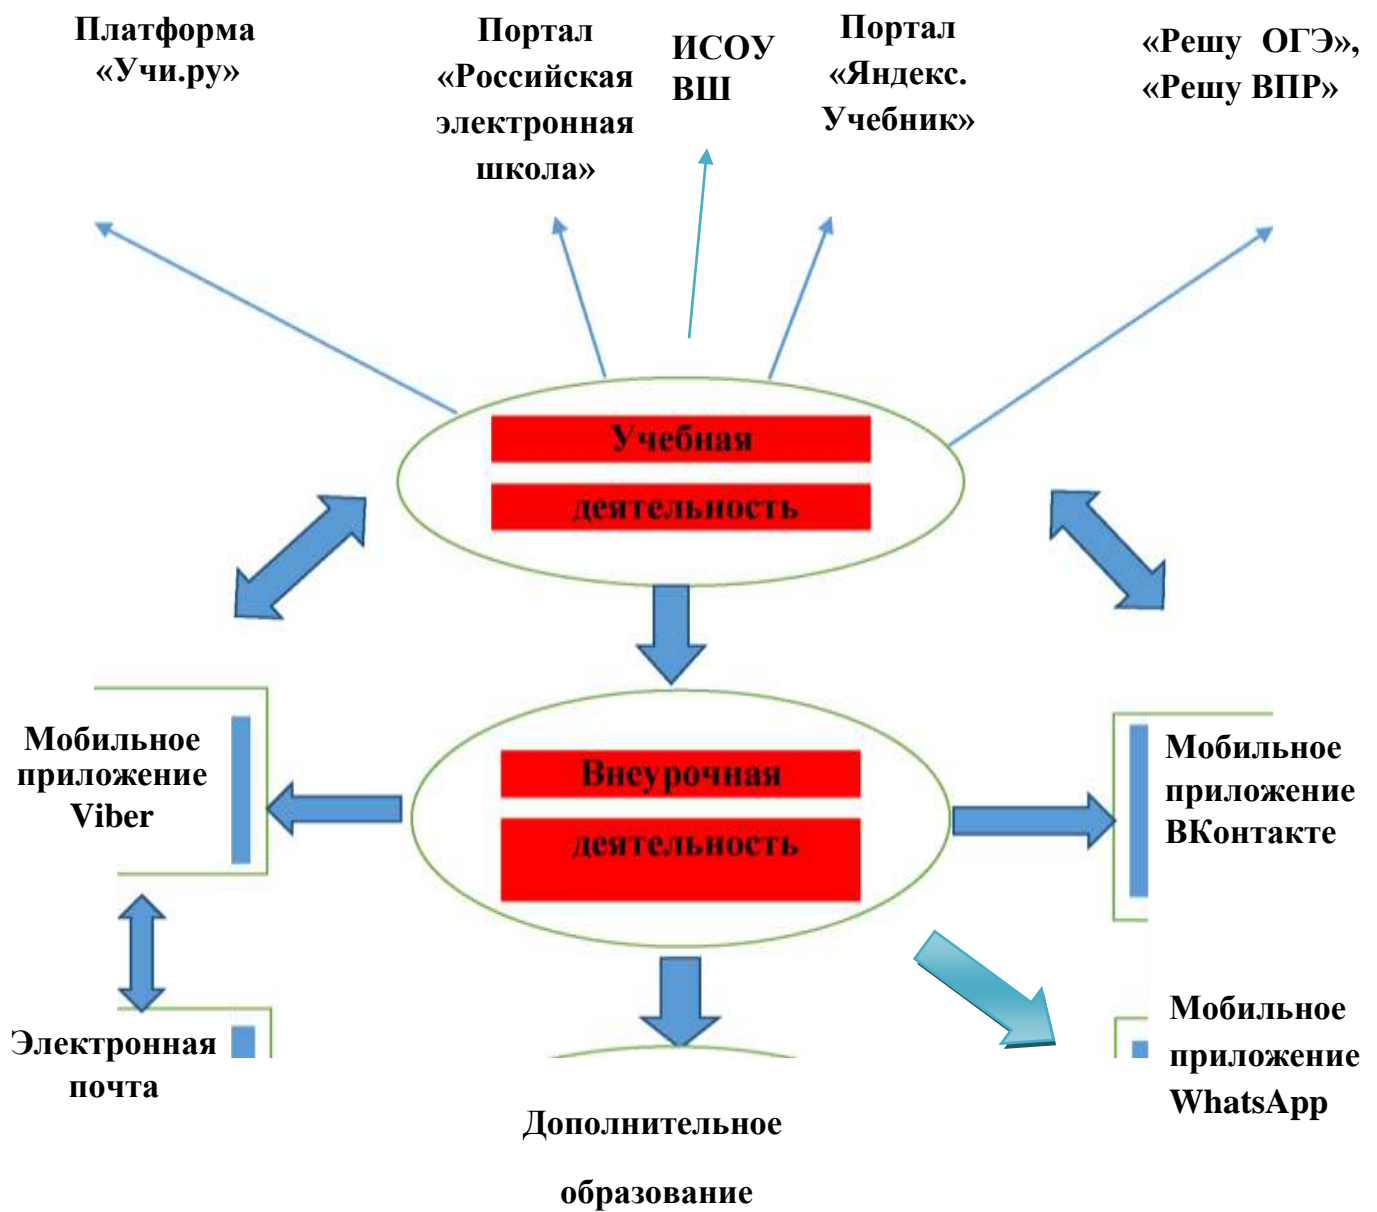 Платформа
«Учи.ру»
Портал
«Российская
электронная
школа»
ИСОУ
ВШ
Портал
«Яндекс.
Учебник»
«Решу ОГЭ»,
«Решу ВПР»
Учебная
деятельность
Мобильное
приложение
Viber
Внеурочная
деятельность
Мобильное
приложение
ВКонтакте
Электронная
почта
Мобильное
приложение
WhatsApp
Дополнительное
образование